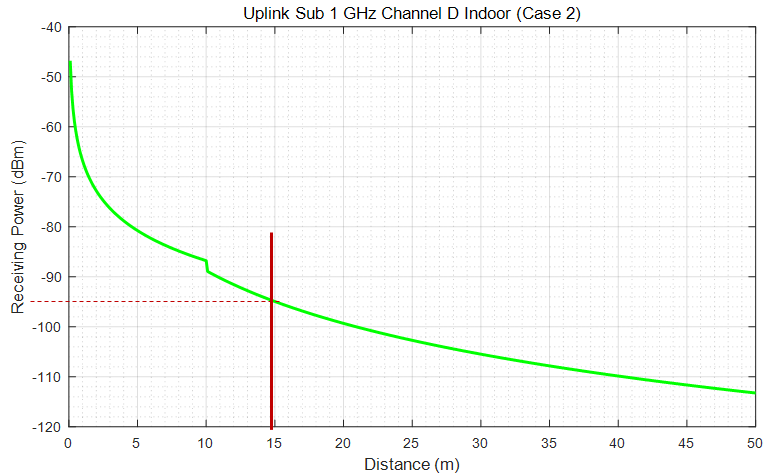 Uplink Sub 1 GHz Channel D Indoor (Case 2)
-40
-50
-60
-70
-80
-90
-100
-110
-120
Receiving Power (dBm)
0 5 10 15 20 25 30 35 40 45 50
Distance (m)